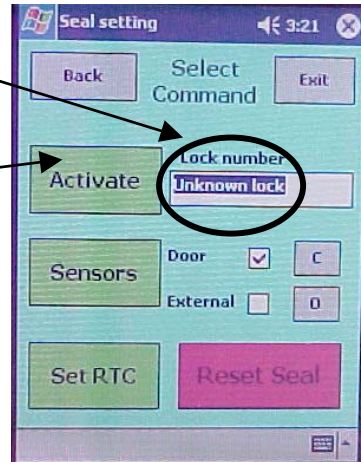 Seal setting 3:21
Back Select Command Exit
Activate Lock number
Unknown lock
Sensors Door C
External O
Set RTC Reset Seal